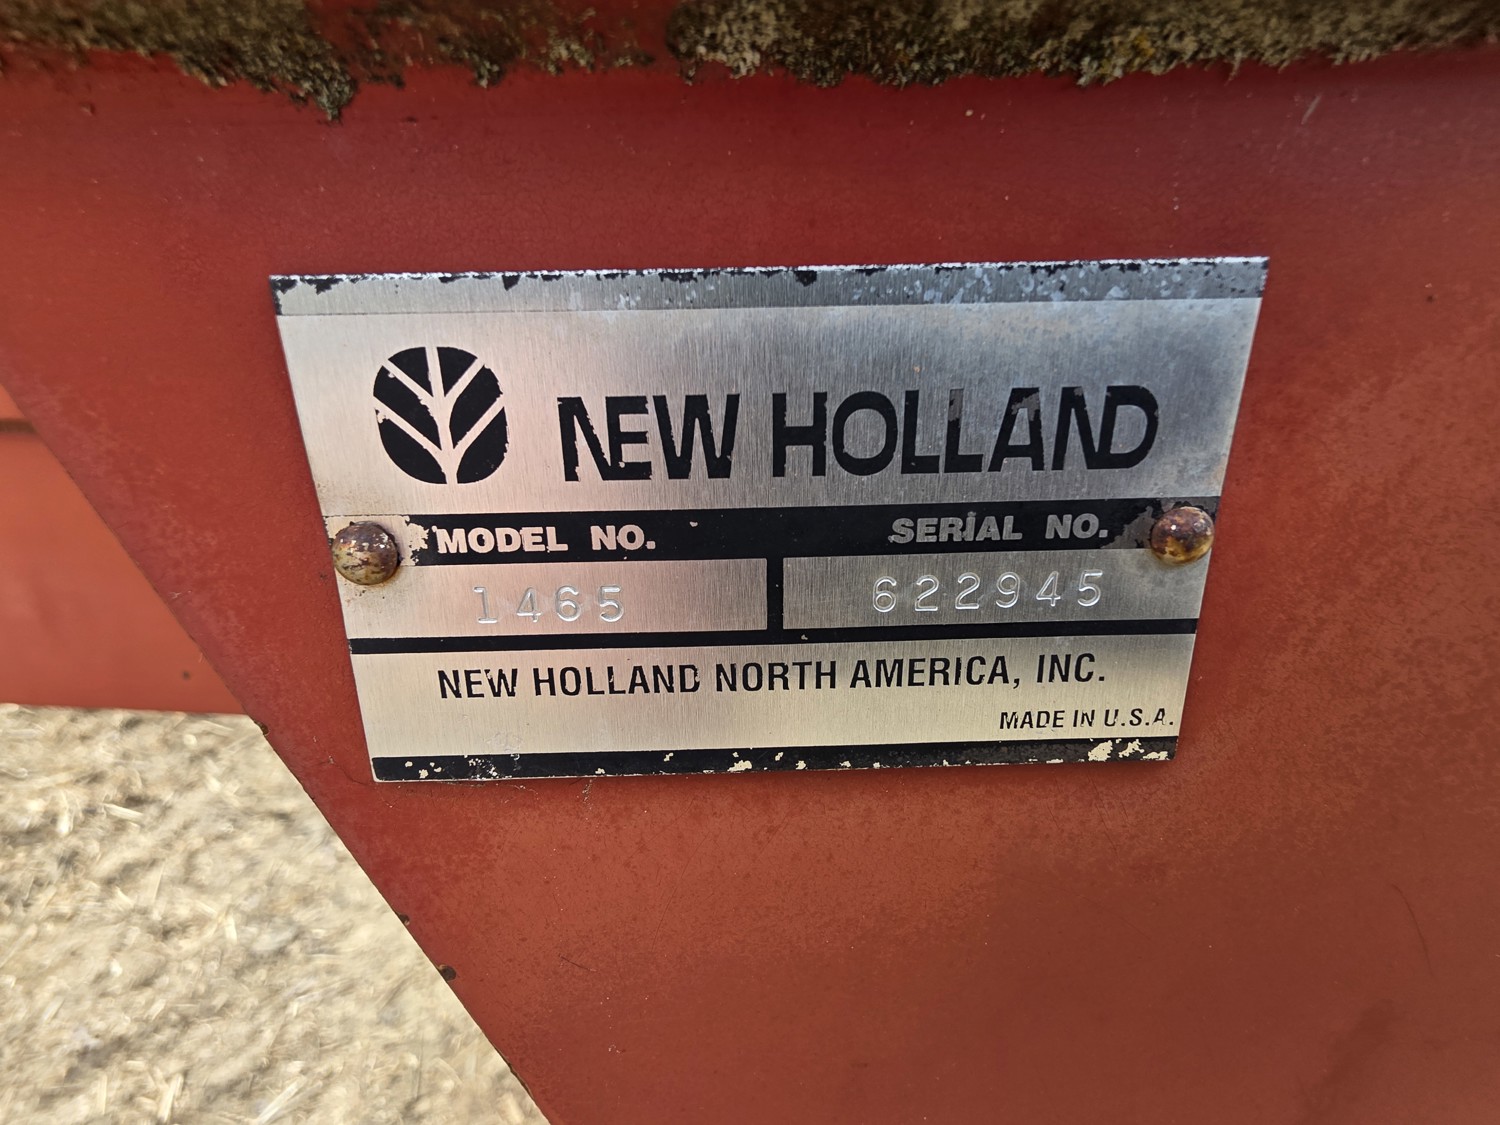 NEW HOLLAND
MODEL NO. SERIAL NO.
1465 622945
NEW HOLLAND NORTH AMERICA, INC.
MADE IN U.S.A.